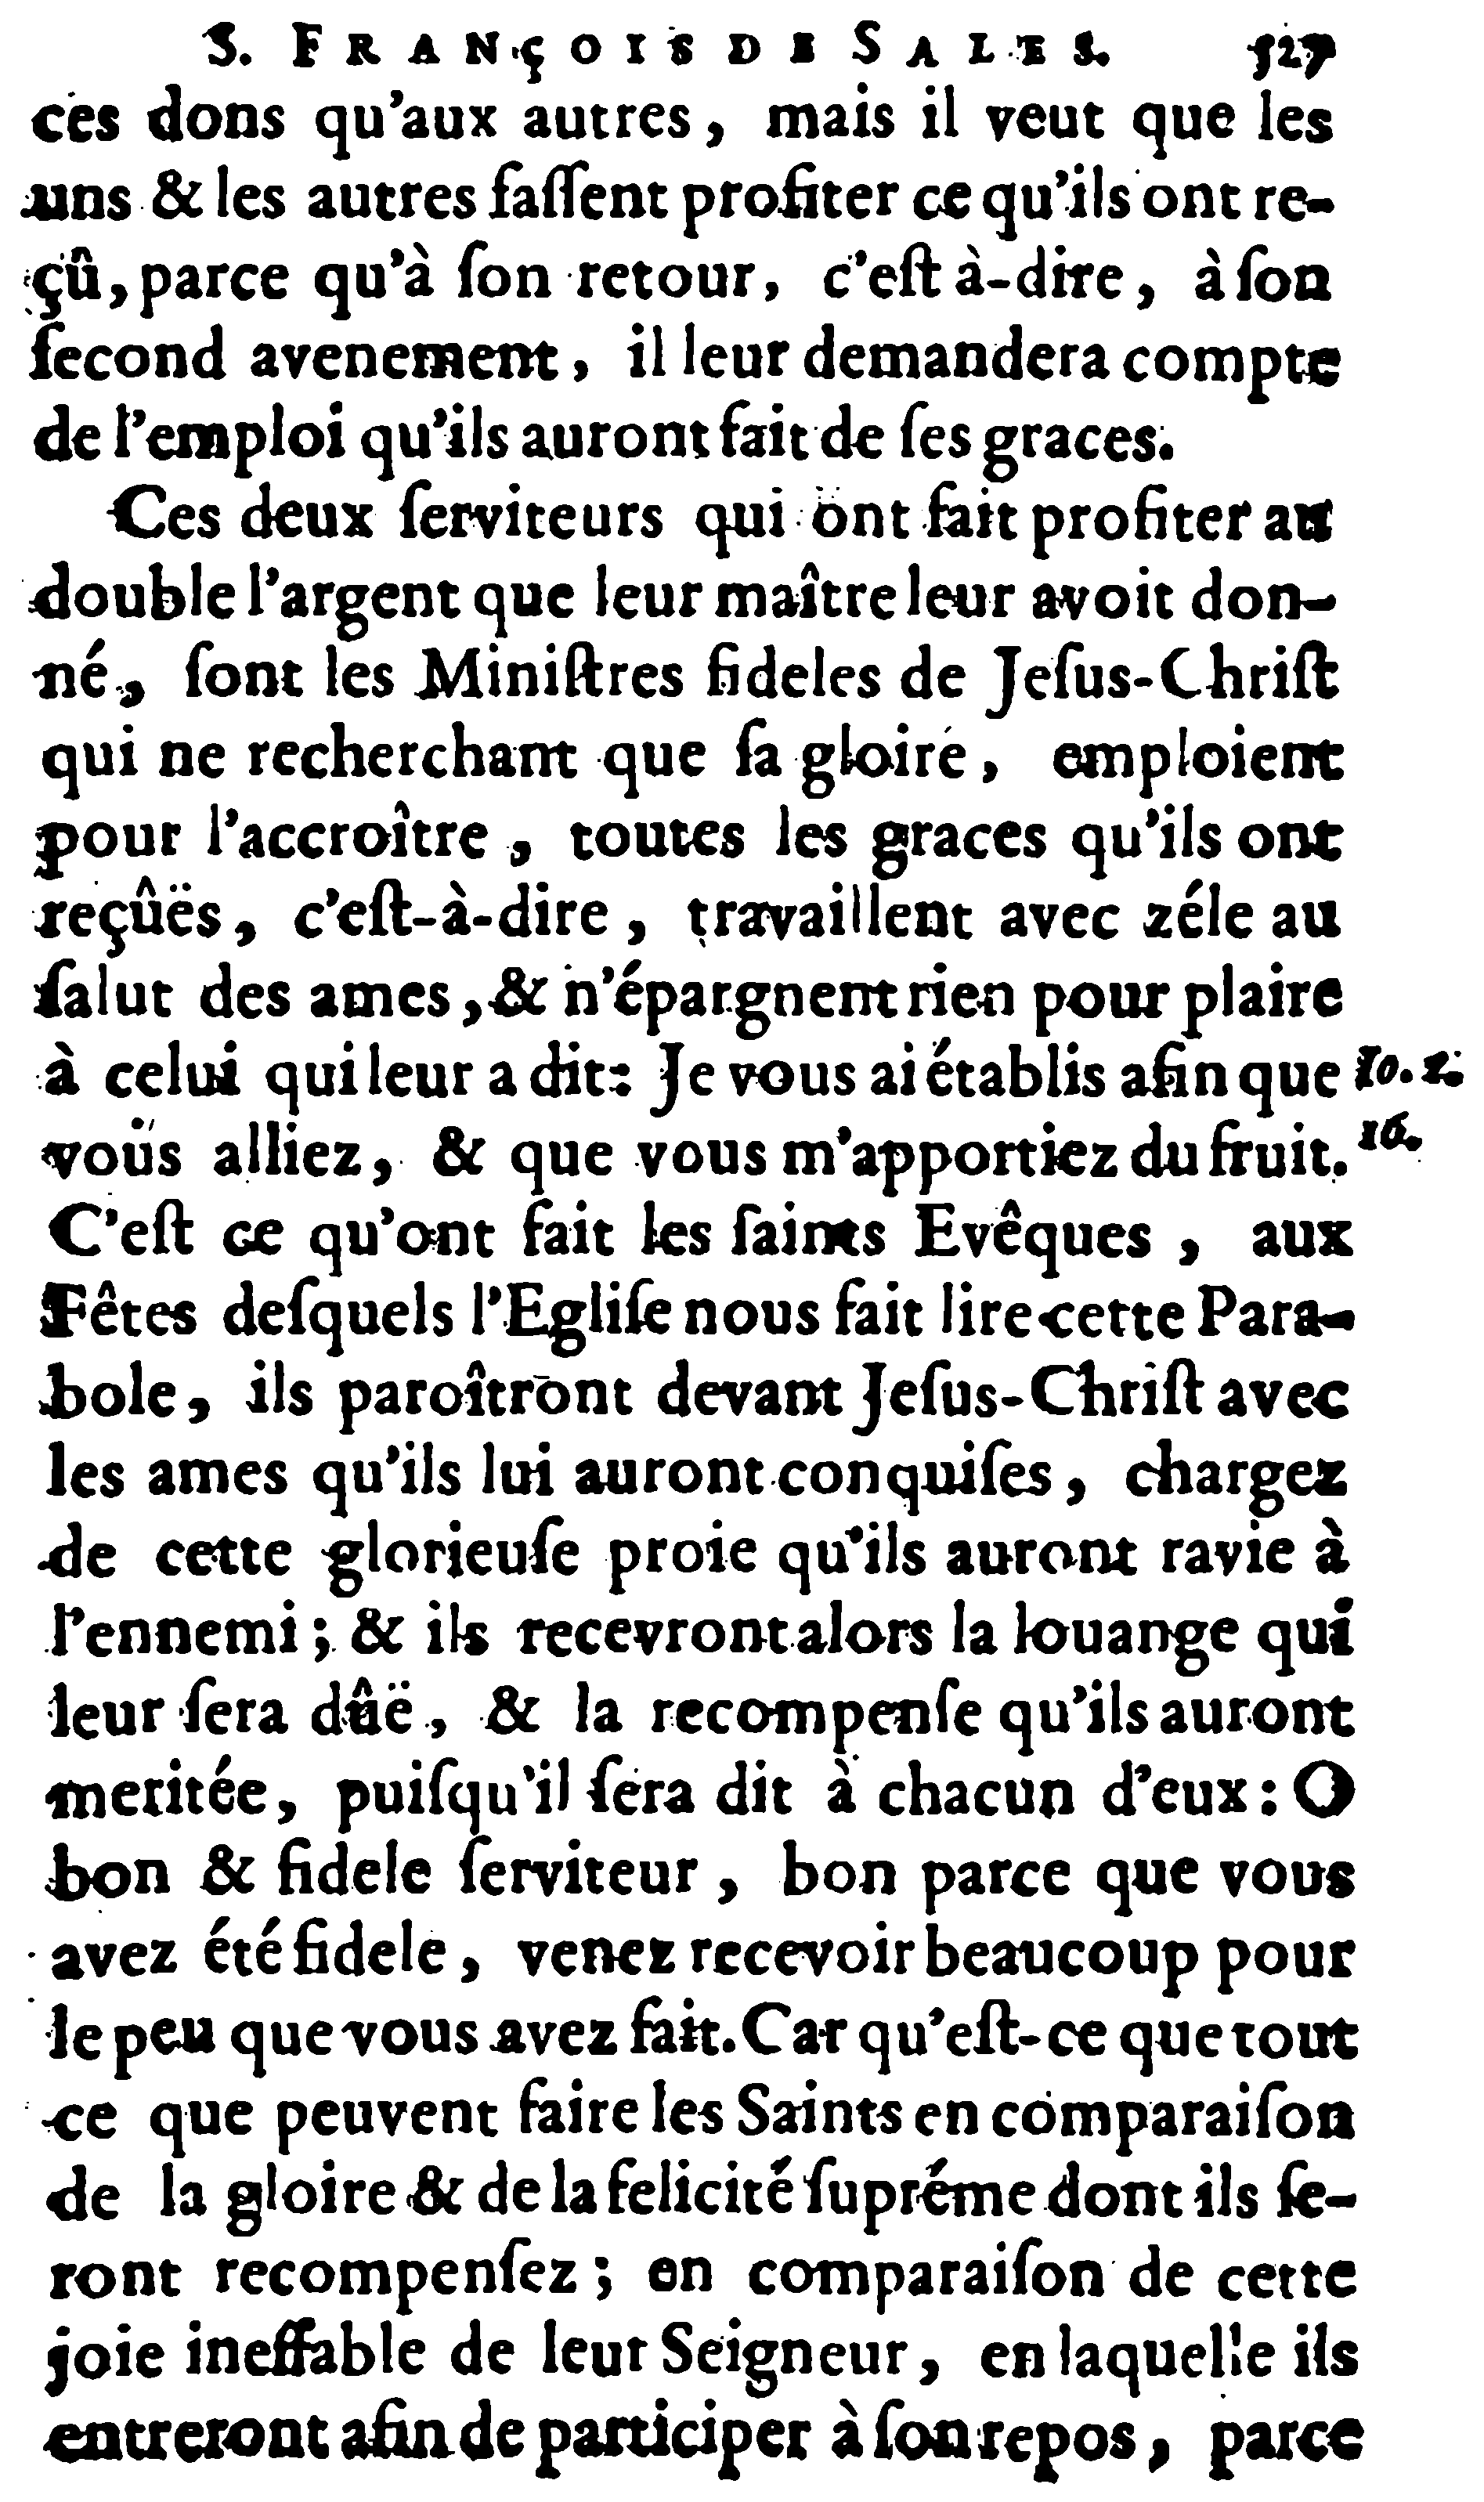 S. FRANÇOIS DE SALES. 527
ces dons qu'aux autres, mais il veut que les
uns & les autres faſſent profiter ce qu'ils ont re-
çû, parce qu'à ſon retour, c'eſt à-dire, à ſon
ſecond avenement, il leur demandera compte
de l'emploi qu'ils auront fait de ſes graces.
Ces deux ſerviteurs qui ont fait profiter au
double l'argent que leur maître leur avoit don-
né, ſont les Miniſtres fideles de Jeſus-Chriſt
qui ne recherchant que ſa gloire, emploient
pour l'accroître, toutes les graces qu'ils ont
reçûës, c'eſt-à-dire, travaillent avec zéle au
ſalut des ames, & n'épargnent rien pour plaire
à celui qui leur a dit: Je vous ai établis afin que
vous alliez, & que vous m'apportiez du fruit.
Io. 1.
16.
C'eſt ce qu'ont fait les ſaints Evêques, aux
Fêtes deſquels l'Egliſe nous fait lire cette Para-
bole, ils paroîtront devant Jeſus-Chriſt avec
les ames qu'ils lui auront conquiſes, chargez
de cette glorieuſe proie qu'ils auront ravie à
l'ennemi; & ils recevront alors la louange qui
leur ſera dûë, & la recompenſe qu'ils auront
meritée, puiſqu'il ſera dit à chacun d'eux: O
bon & fidele ſerviteur, bon parce que vous
avez été fidele, venez recevoir beaucoup pour
le peu que vous avez fait. Car qu'eſt-ce que tout
ce que peuvent faire les Saints en comparaiſon
de la gloire & de la felicité ſupréme dont ils ſe-
ront recompenſez; en comparaiſon de cette
joie ineffable de leur Seigneur, en laquelle ils
entreront afin de participer à ſon repos, parce